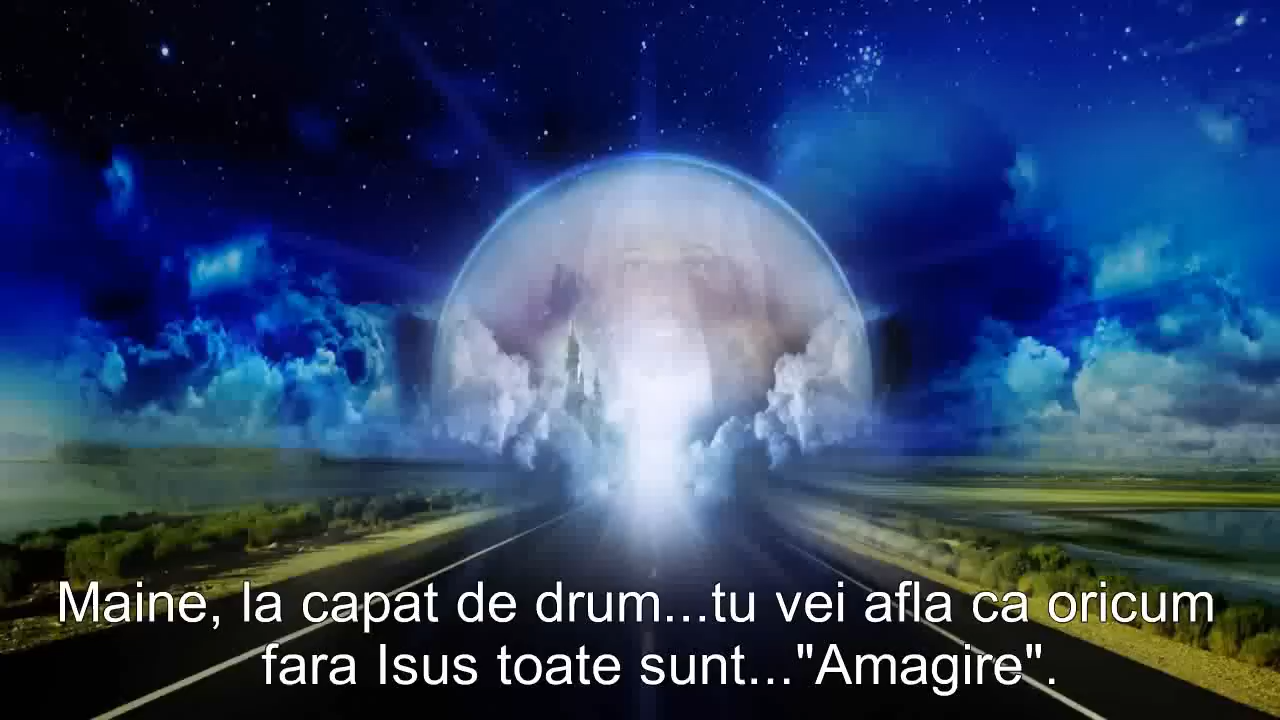 Maine, la capat de drum...tu vei afla ca oricum
fara Isus toate sunt..."Amagire".